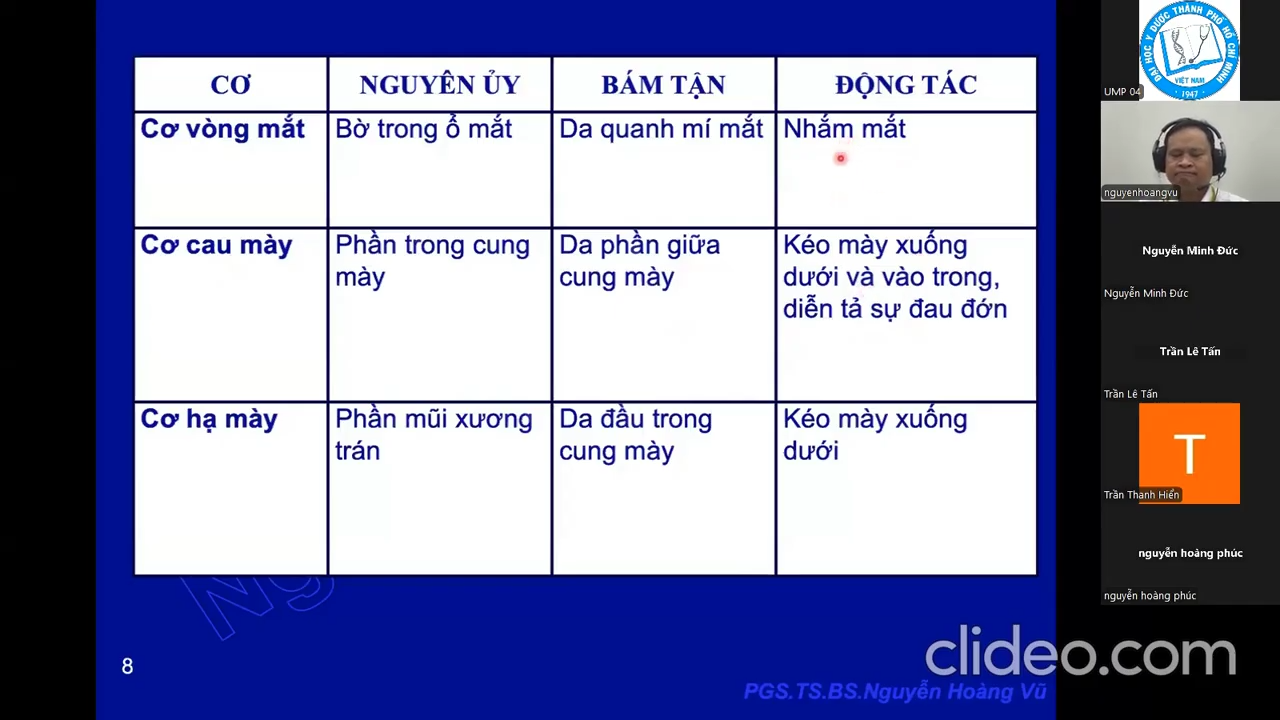 CƠ
NGUYÊN ỦY
BÁM TẬN
ĐỘNG TÁC
Cơ vòng mắt
Bờ trong ổ mắt
Da quanh mí mắt
Nhắm mắt
Cơ cau mày
Phần trong cung
mày
Da phần giữa
cung mày
Kéo mày xuống
dưới và vào trong,
diễn tả sự đau đớn
Cơ hạ mày
Phần mũi xương
trán
Da đầu trong
cung mày
Kéo mày xuống
dưới
Ng
8
PGS.TS.BS.Nguyễn Hoàng Vũ
clideo.com
ĐẠI HỌC Y DƯỢC THÀNH PHỐ HỒ CHÍ MINH
VIỆT NAM
1947
UMP 04
nguyenhoangvu
Nguyễn Minh Đức
Nguyễn Minh Đức
Trần Lê Tấn
Trần Lê Tấn
T
Trần Thanh Hiển
nguyễn hoàng phúc
nguyễn hoàng phúc